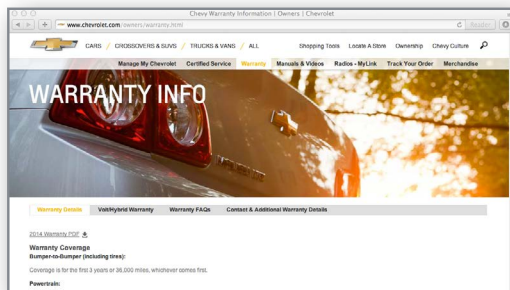 Chevy Warranty Information | Owners | Chevrolet
www.chevrolet.com/owners/warranty.html
Reader
CARS / CROSSOVERS & SUVS / TRUCKS & VANS / ALL
Shopping Tools Locate A Store Ownership Chevy Culture
Manage My Chevrolet Certified Service Warranty Manuals & Videos Radios - MyLink Track Your Order Merchandise
WARRANTY INFO
Warranty Details Volt/Hybrid Warranty Warranty FAQs Contact & Additional Warranty Details
2014 Warranty PDF
Warranty Coverage
Bumper-to-Bumper (including tires):
Coverage is for the first 3 years or 36,000 miles, whichever comes first.
Powertrain: